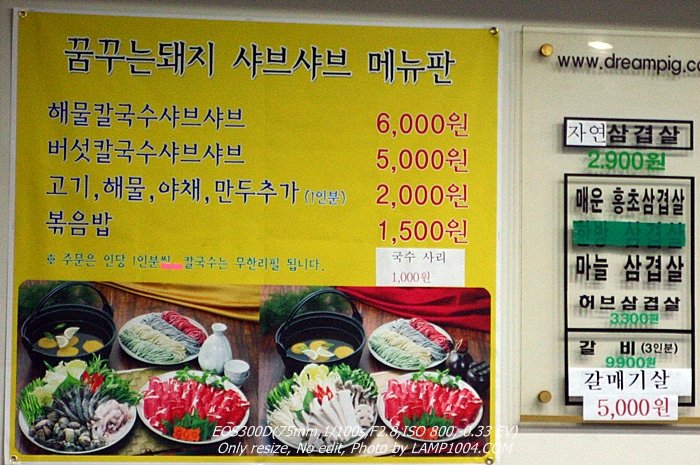 꿈꾸는돼지 샤브샤브 메뉴판
해물칼국수샤브샤브 6,000원
버섯칼국수샤브샤브 5,000원
고기,해물,야채,만두추가 (1인분) 2,000원
볶음밥 1,500원
※ 주문은 인당 1인분씩 칼국수는 무한리필 됩니다.
국수 사리
1,000원
www.dreampig.co
자연삼겹살
2,900원
매운 홍초삼겹살
한방 삼겹살
마늘 삼겹살
허브삼겹살
3,300원
갈 비 (3인분)
9,900원
갈매기살
5,000원
EOS300D(75mm,1/100s,F2.8,ISO 800,-0.33 EV)
Only resize, No edit, Photo by LAMP1004.COM